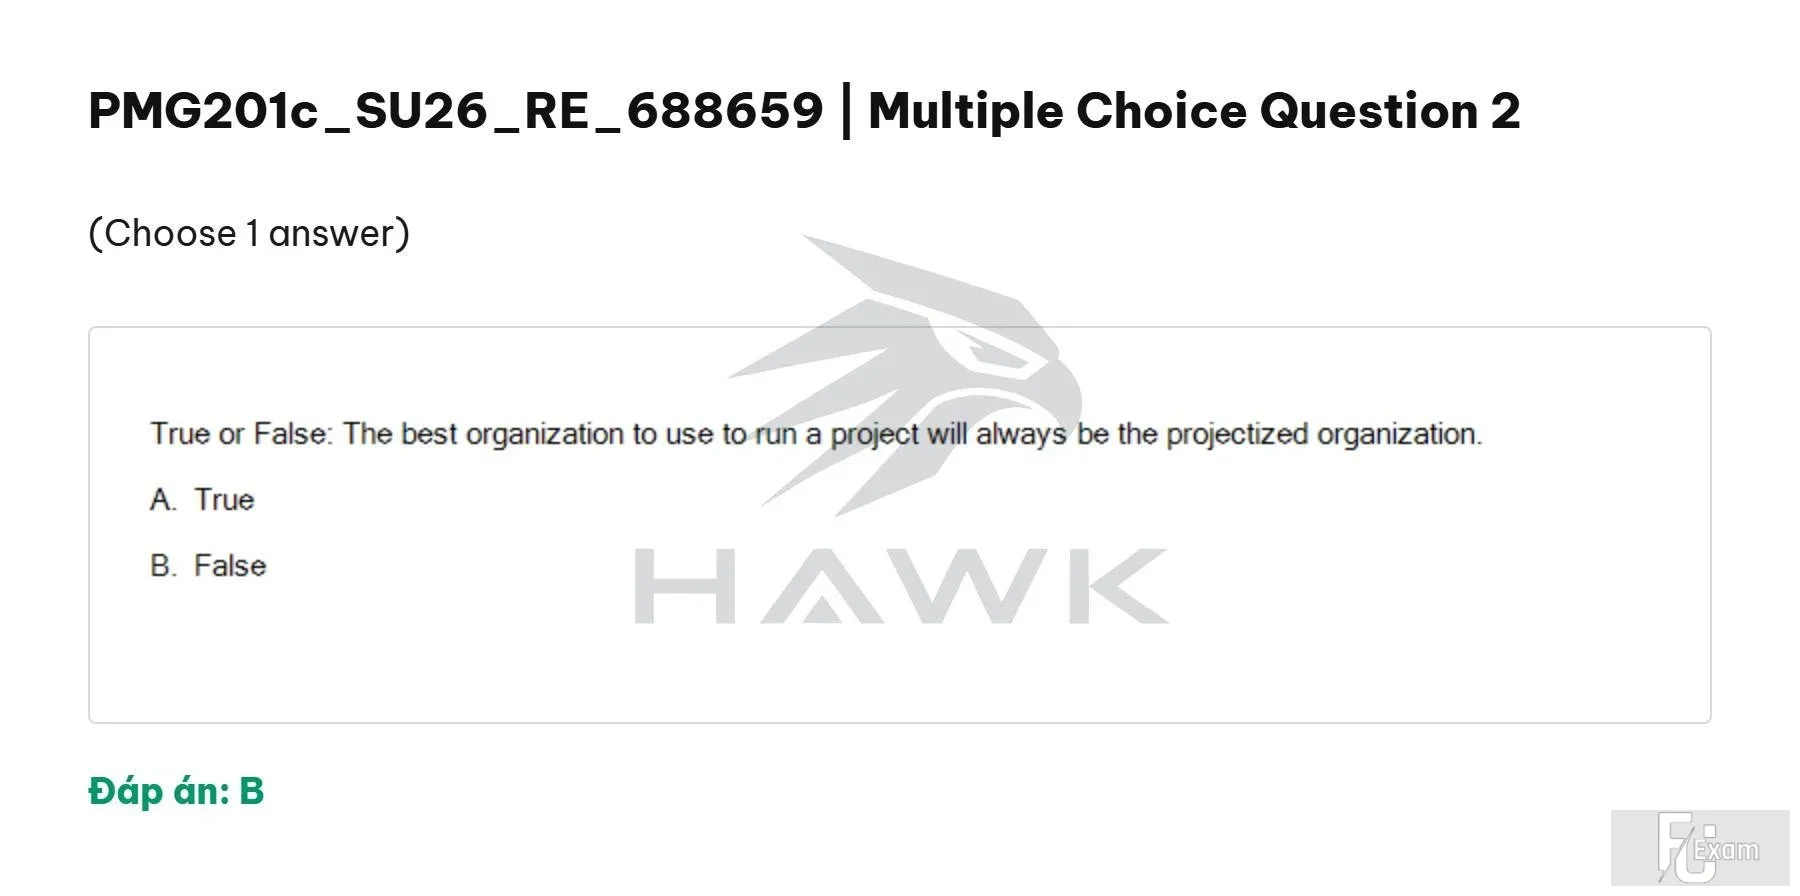 PMG201c_SU26_RE_688659 | Multiple Choice Question 2
(Choose 1 answer)
True or False: The best organization to use to run a project will always be the projectized organization.
A. True
B. False
HAWK
Đáp án: B
FU Exam